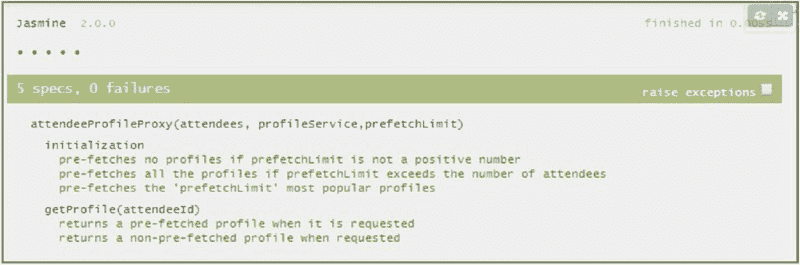 Jasmine 2.0.0
finished in
5 specs, 0 failures
raise exceptions
attendeeProfileProxy(attendees, profileService,prefetchLimit)
initialization
pre-fetches no profiles if prefetchLimit is not a positive number
pre-fetches all the profiles if prefetchLimit exceeds the number of attendees
pre-fetches the 'prefetchLimit' most popular profiles
getProfile(attendeeId)
returns a pre-fetched profile when it is requested
returns a non-pre-fetched profile when requested